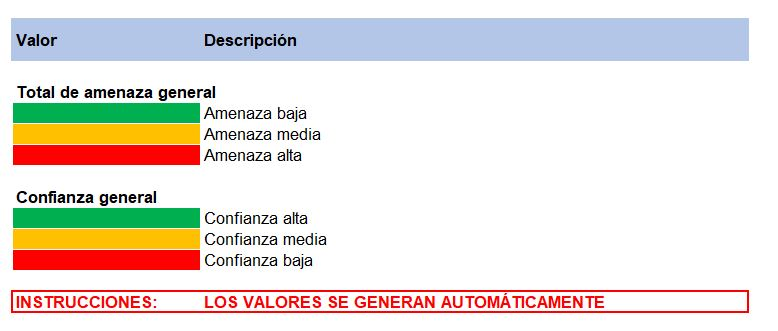 Valor Descripción
Total de amenaza general
Amenaza baja
Amenaza media
Amenaza alta
Confianza general
Confianza alta
Confianza media
Confianza baja
INSTRUCCIONES: LOS VALORES SE GENERAN AUTOMÁTICAMENTE